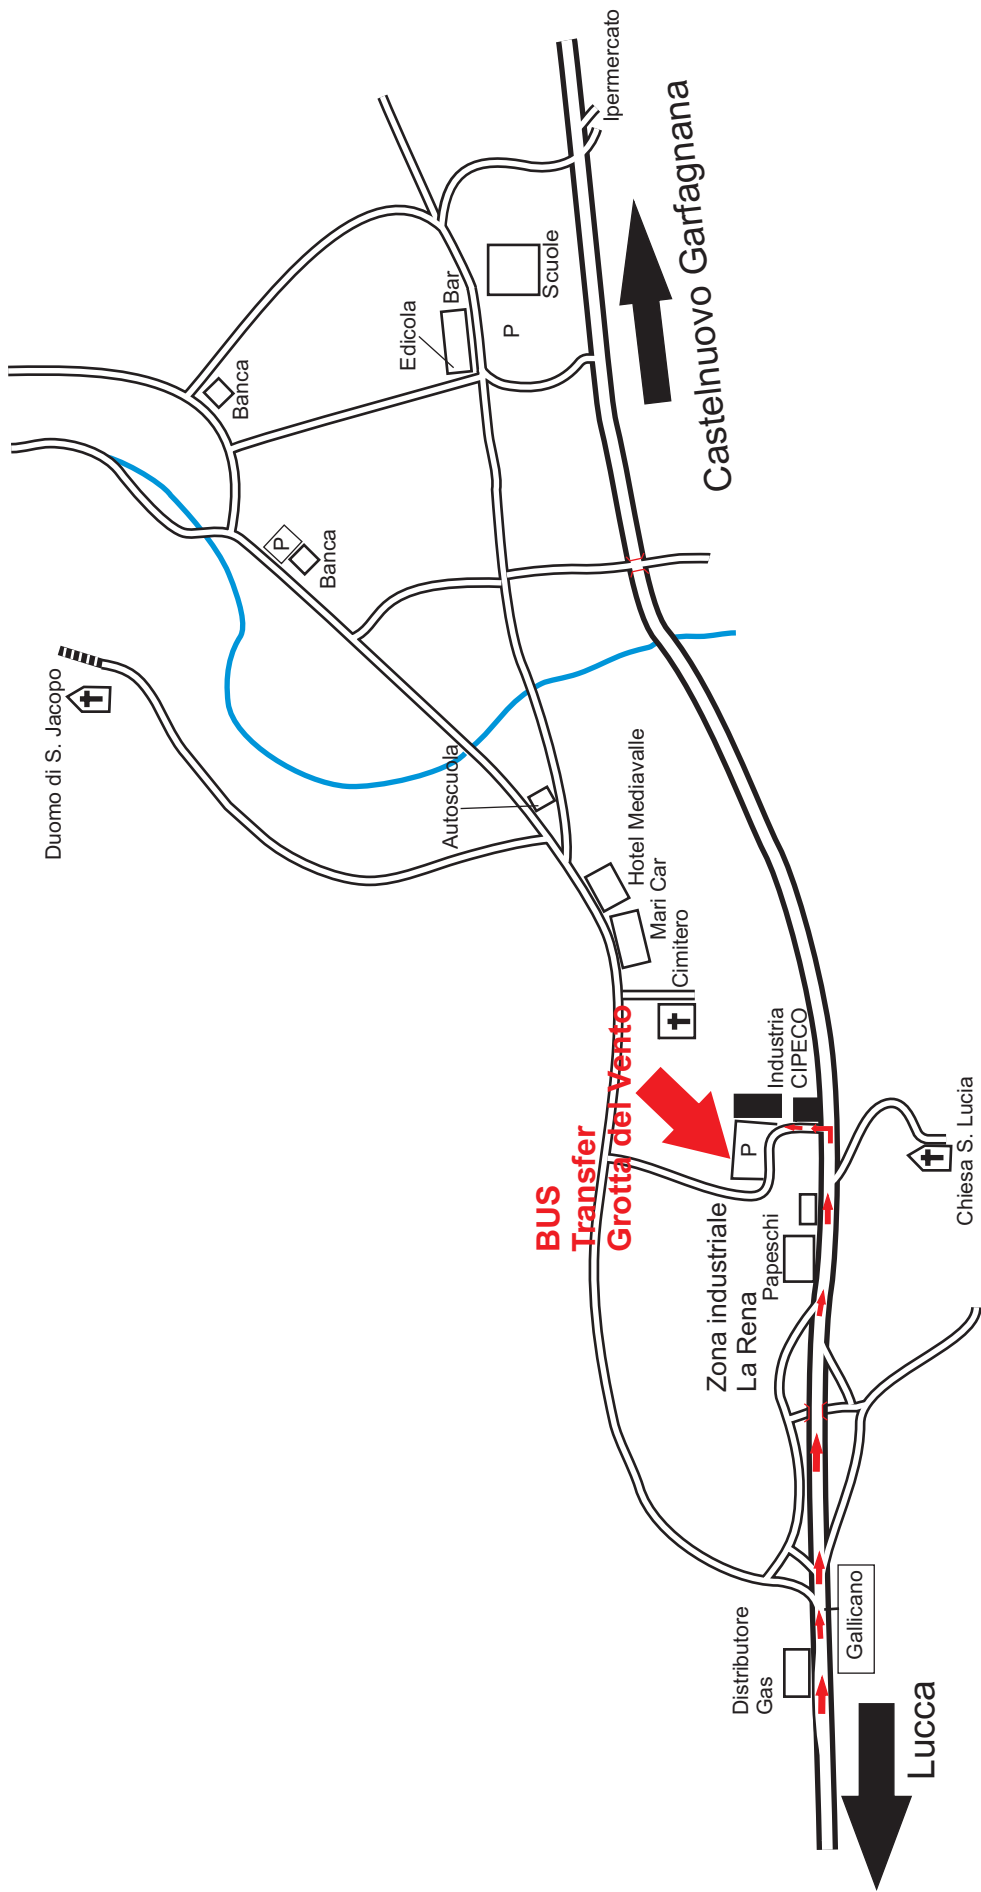 Duomo di S. Jacopo
Autoscuola
Banca
P
Banca
Edicola
Bar
P
Scuole
Ipermercato
Castelnuovo Garfagnana
Hotel Mediavalle
Mari Car
Cimitero
BUS
Transfer
Grotta del Vento
P
Industria
CIPECO
Zona industriale
La Rena
Papeschi
Chiesa S. Lucia
Distributore
Gas
Gallicano
Lucca